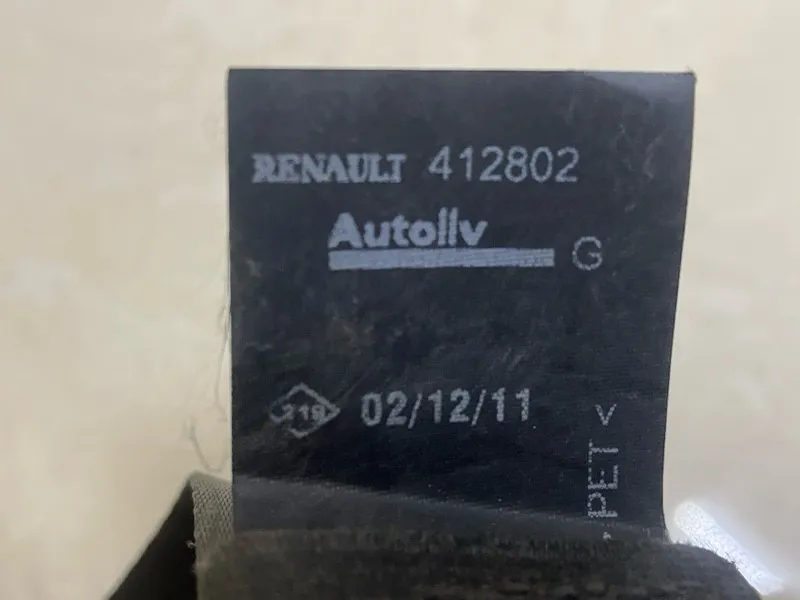 RENAULT 412802
Autoliv
G
219 02/12/11
PET <